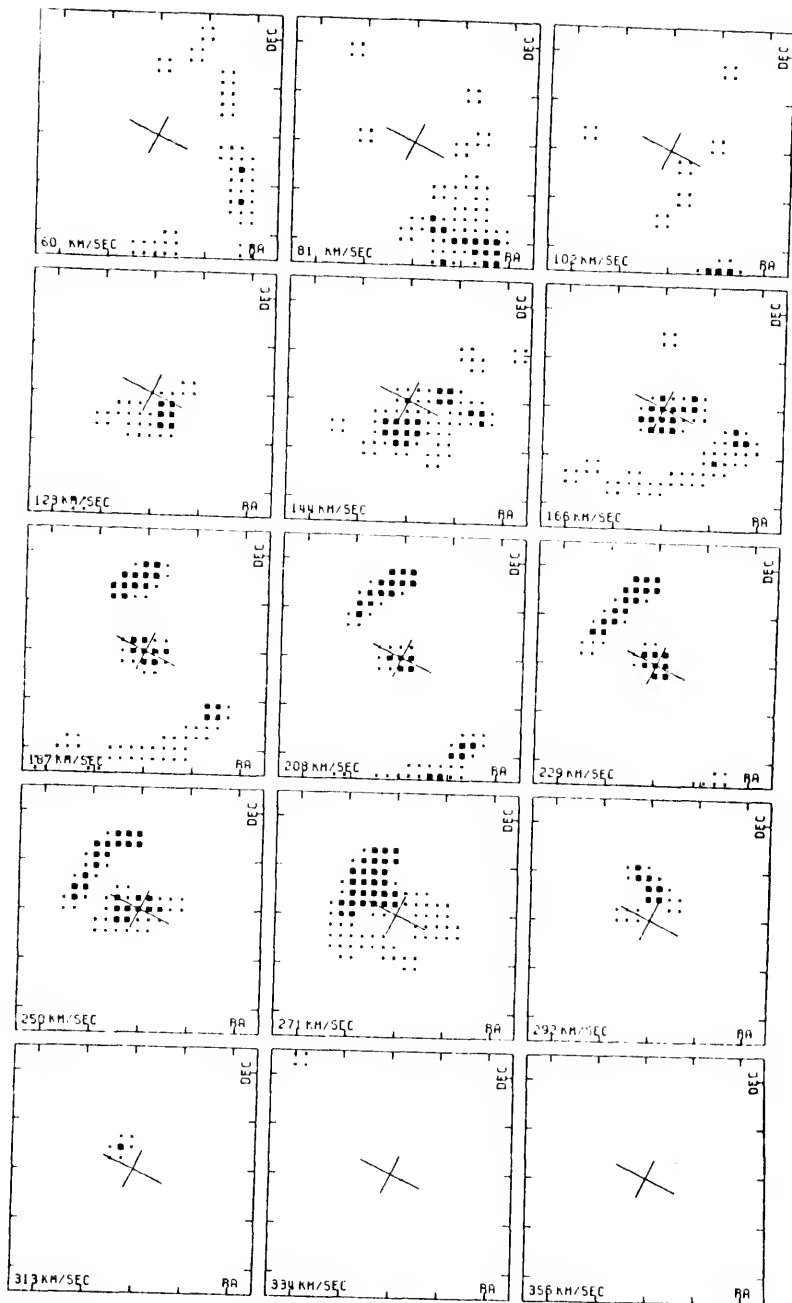 DEC DEC DEC
60 KM/SEC RA 81 KM/SEC RA 102 KM/SEC RA
DEC DEC DEC
123 KM/SEC RA 144 KM/SEC RA 166 KM/SEC RA
DEC DEC DEC
187 KM/SEC RA 208 KM/SEC RA 229 KM/SEC RA
DEC DEC DEC
250 KM/SEC RA 271 KM/SEC RA 292 KM/SEC RA
DEC DEC DEC
313 KM/SEC RA 334 KM/SEC RA 356 KM/SEC RA